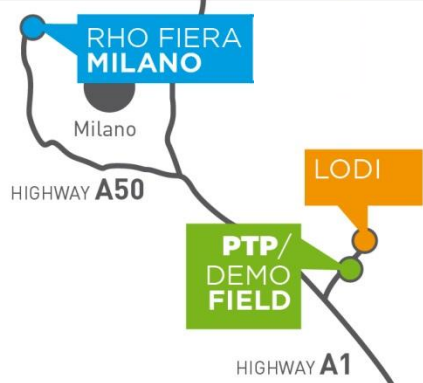 RHO FIERA
MILANO
Milano
HIGHWAY A50
LODI
PTP/
DEMO
FIELD
HIGHWAY A1